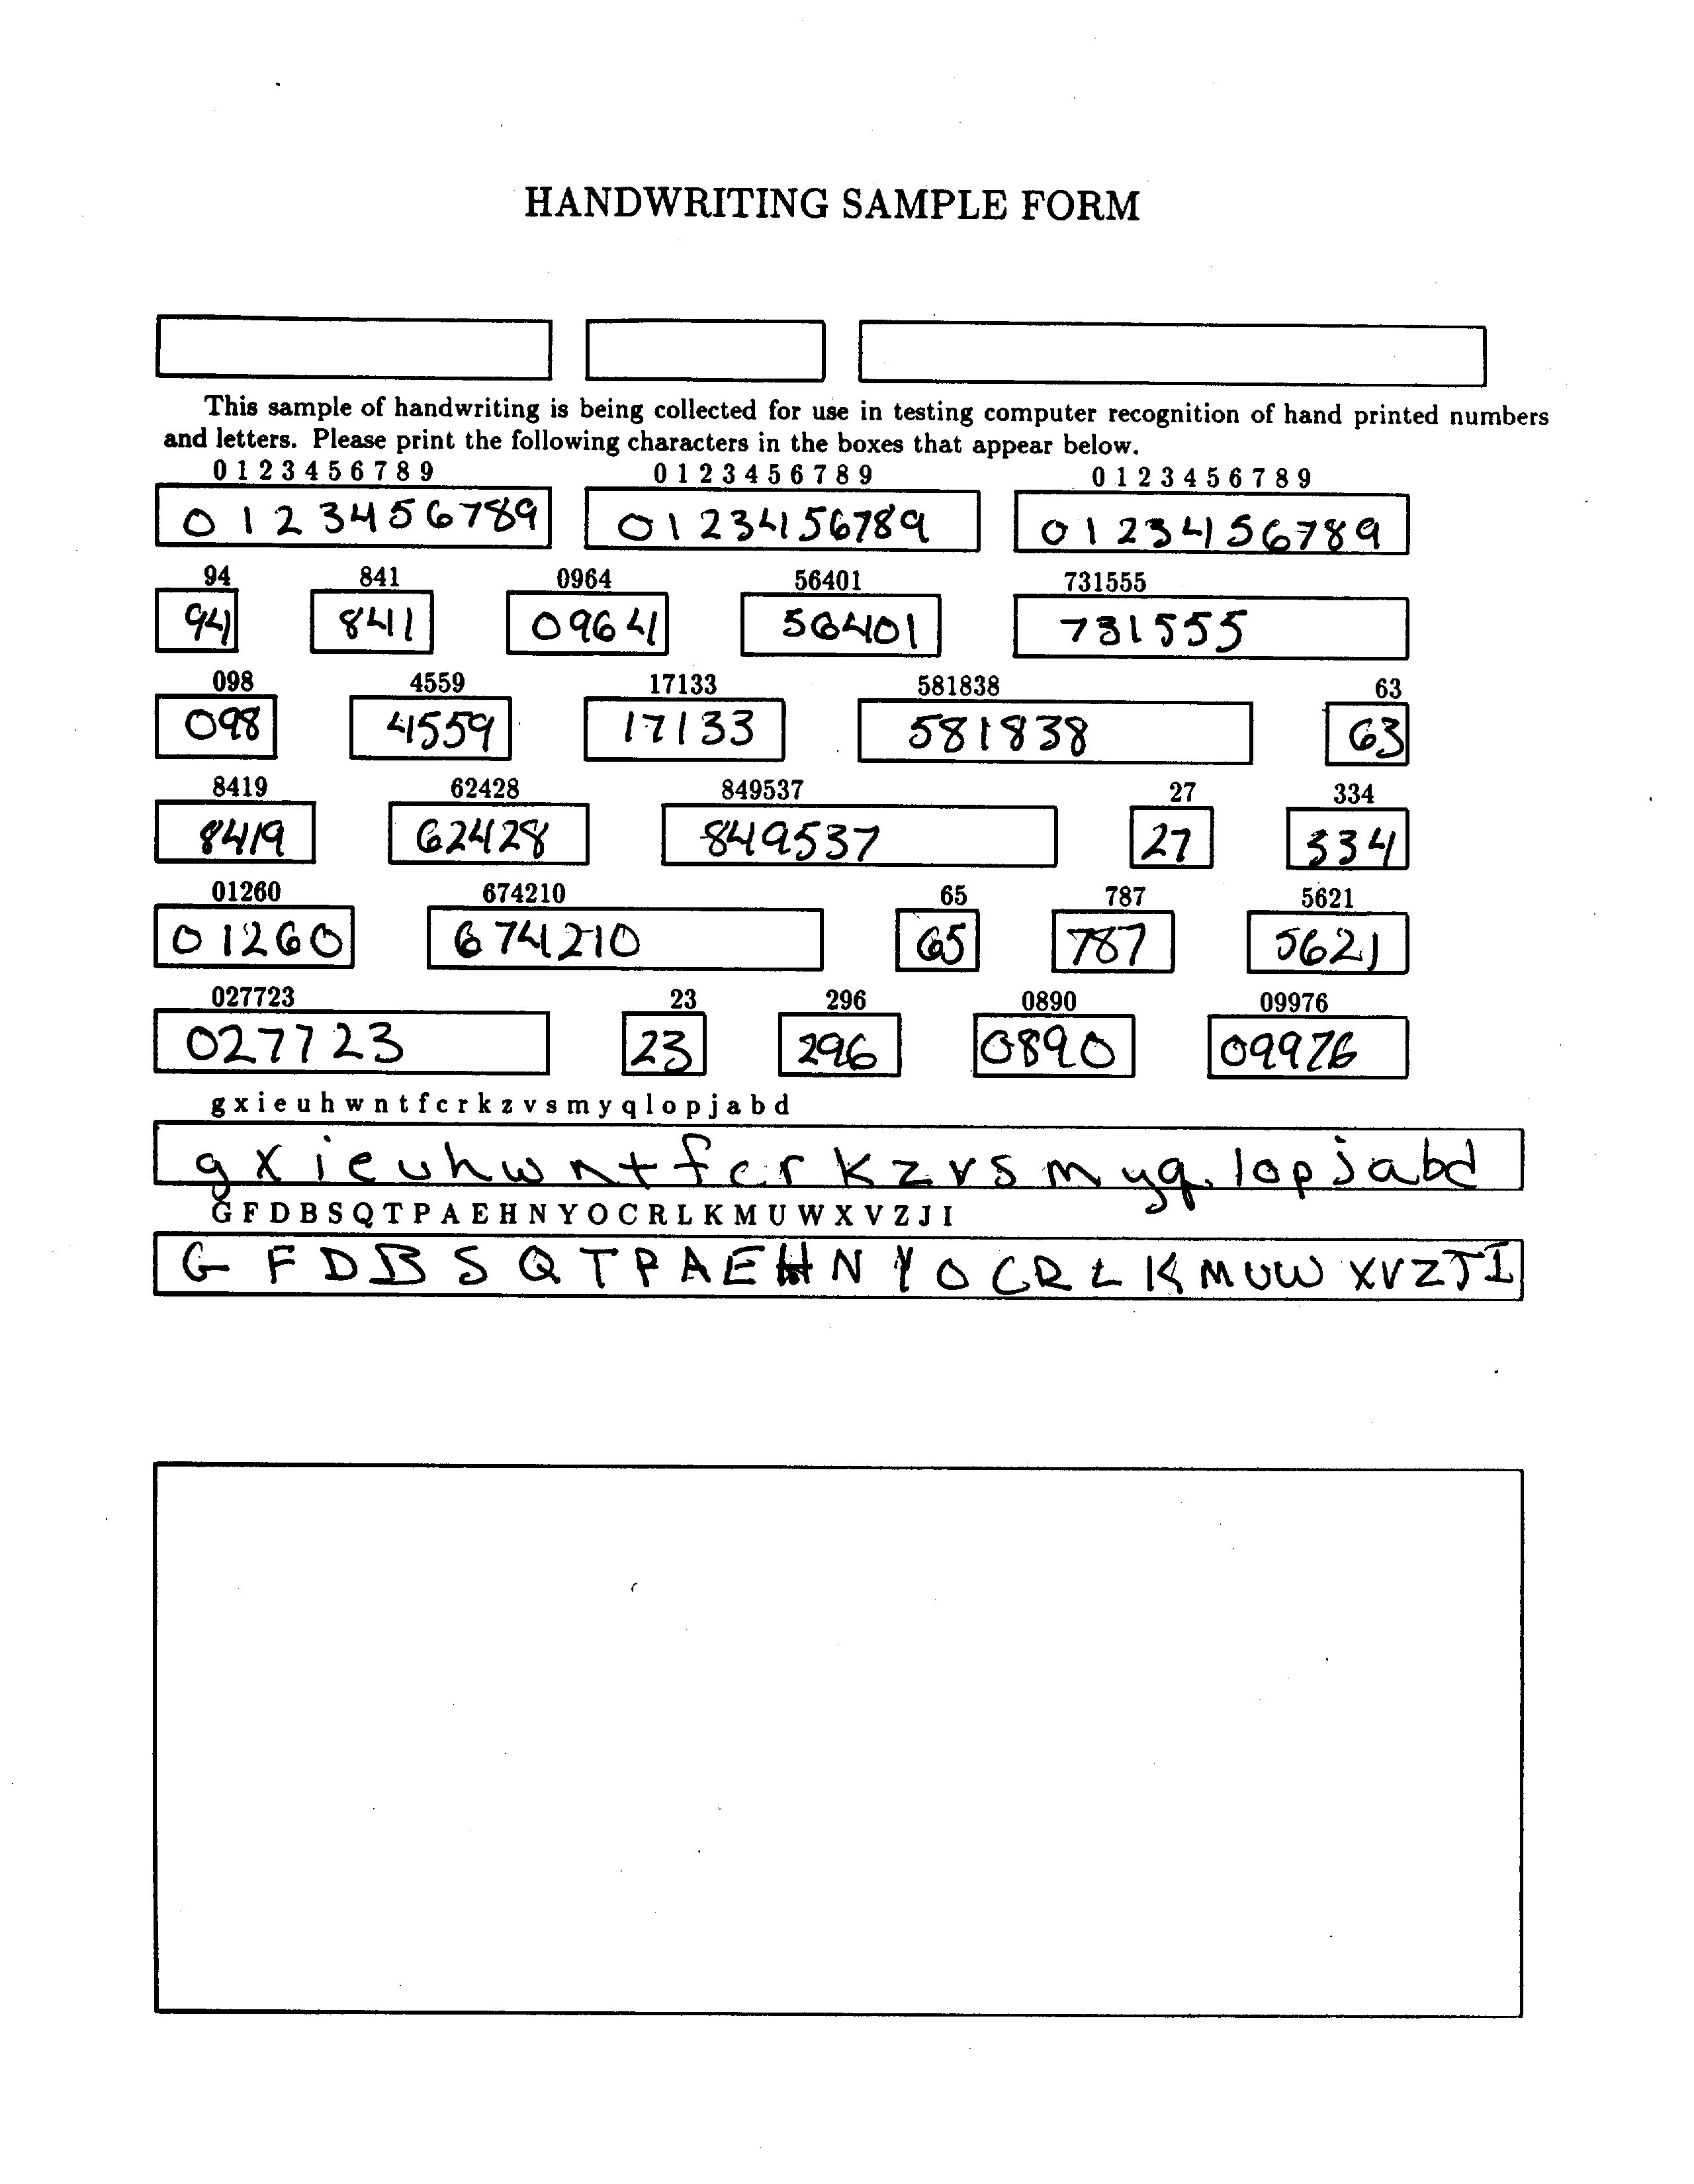 HANDWRITING SAMPLE FORM
This sample of handwriting is being collected for use in testing computer recognition of hand printed numbers
and letters. Please print the following characters in the boxes that appear below.
0 1 2 3 4 5 6 7 8 9 0 1 2 3 4 5 6 7 8 9 0 1 2 3 4 5 6 7 8 9
0 1 2 3456789 0123456789 0123456789
94 841 0964 56401 731555
94 841 0964 56401 731555
098 4559 17133 581838 63
098 4559 17133 581838 63
8419 62428 849537 27 334
8419 62428 849537 27 334
01260 674210 65 787 5621
01260 674210 65 787 5621
027723 23 296 0890 09976
027723 23 296 0890 09976
g x i e u h w n t f c r k z v s m y q l o p j a b d
g x i e u h w n t f c r k z v s m y q l o p j a b d
G F D B S Q T P A E H N Y O C R L K M U W X V Z J I
G F D B S Q T P A E H N Y O C R L K M U W X V Z J I